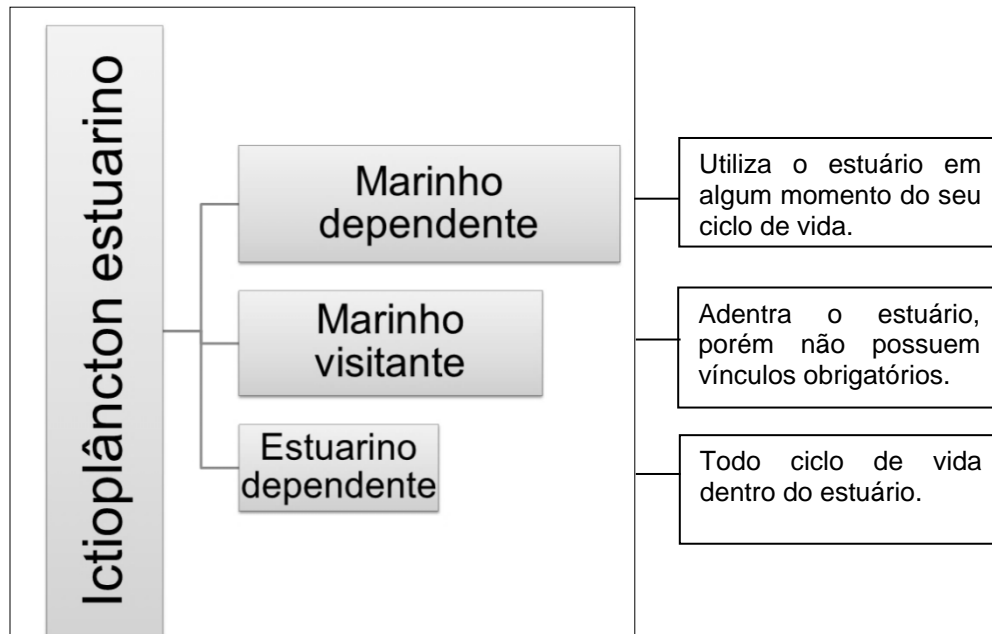 Ictioplâncton estuarino
Marinho
dependente
Utiliza o estuário em
algum momento do seu
ciclo de vida.
Marinho
visitante
Adentra o estuário,
porém não possuem
vínculos obrigatórios.
Estuarino
dependente
Todo ciclo de vida
dentro do estuário.